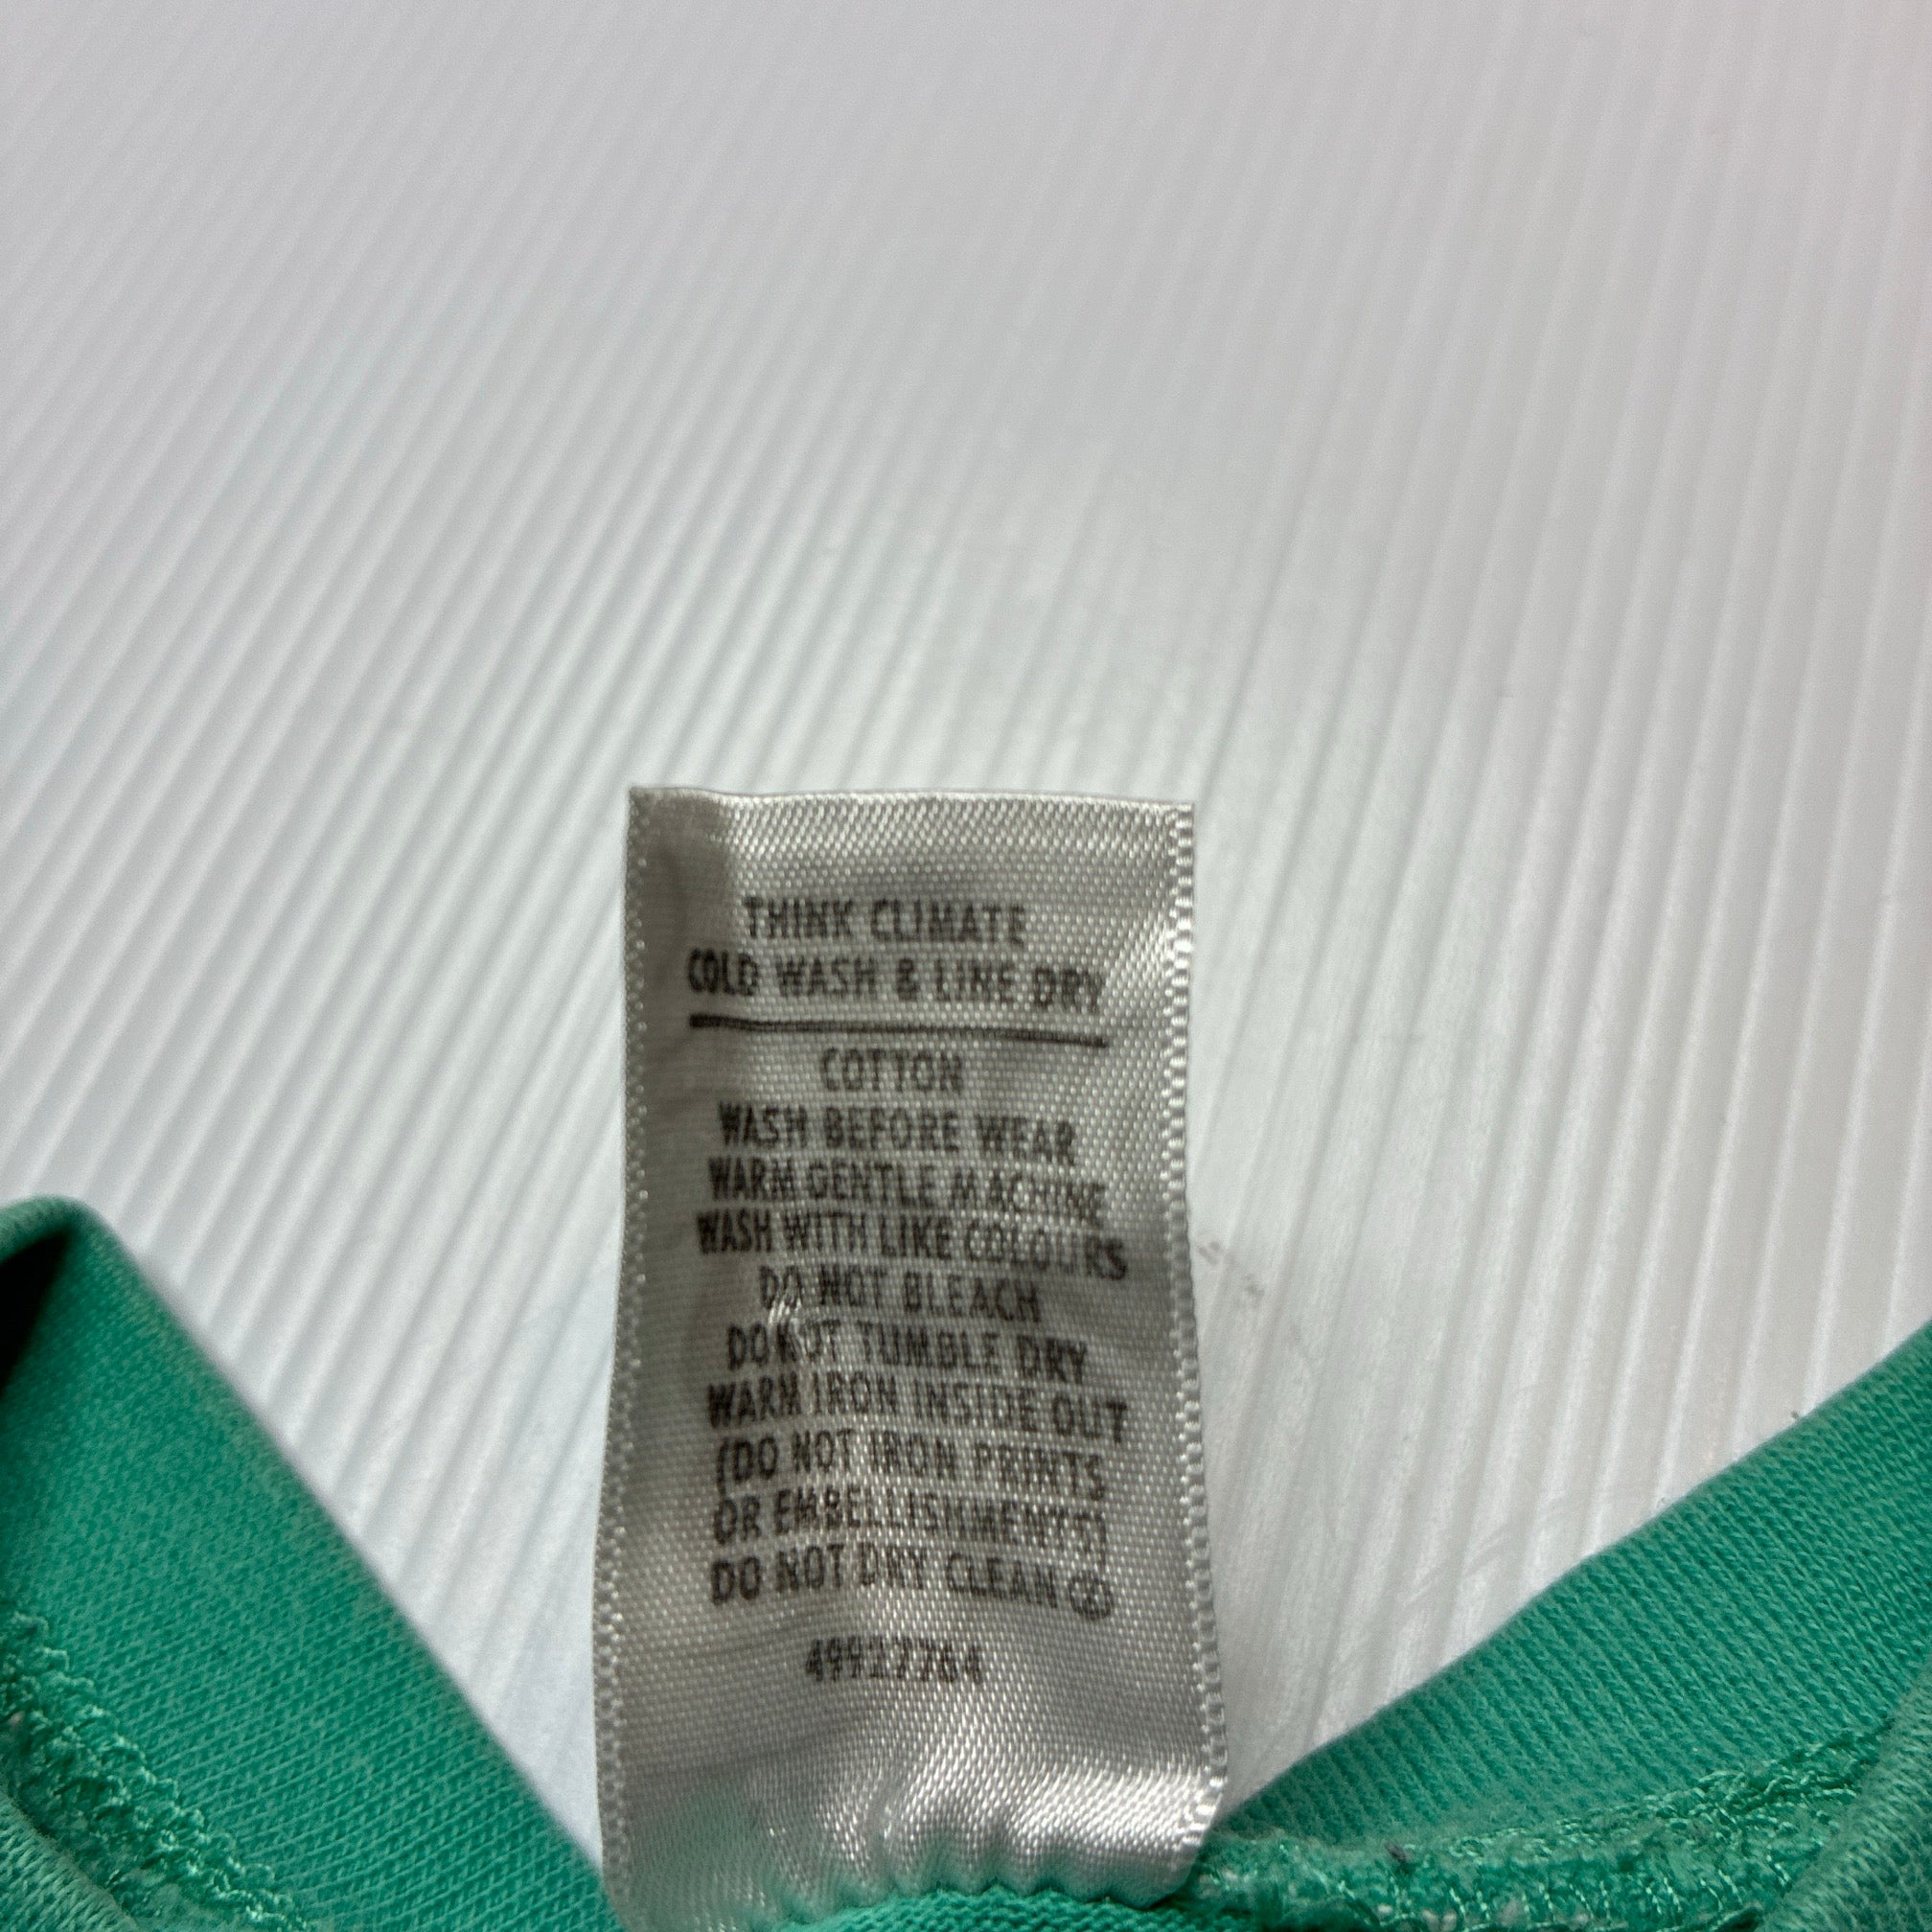 THINK CLIMATE
COLD WASH & LINE DRY
COTTON
WASH BEFORE WEAR
WARM GENTLE MACHINE
WASH WITH LIKE COLOURS
DO NOT BLEACH
DO NOT TUMBLE DRY
WARM IRON INSIDE OUT
(DO NOT IRON PRINTS
OR EMBELLISHMENTS)
DO NOT DRY CLEAN
49927764